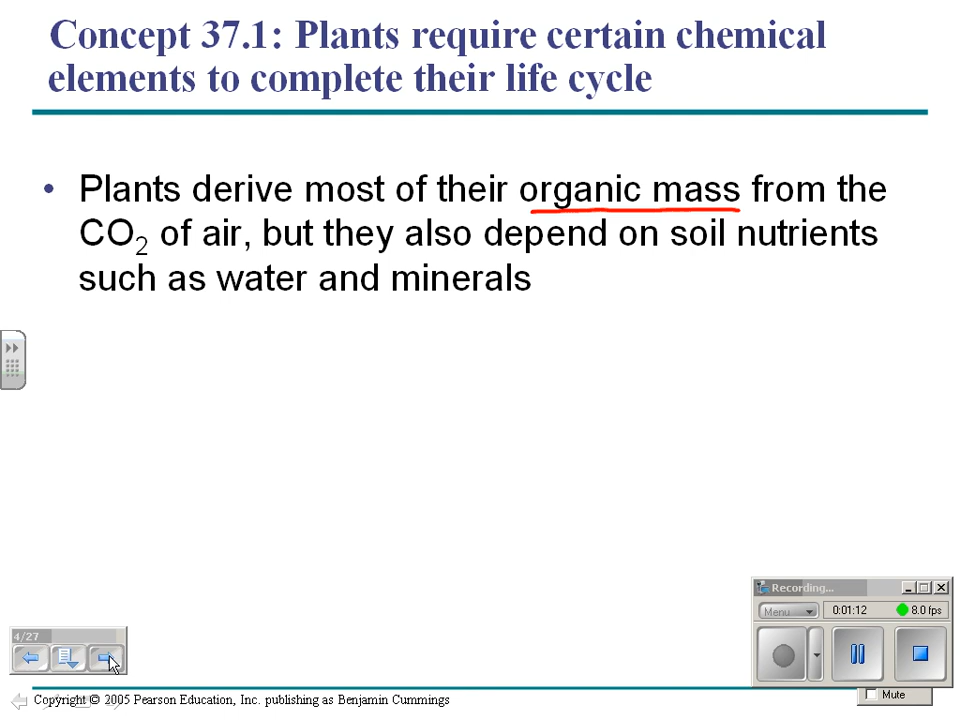 Concept 37.1: Plants require certain chemical
elements to complete their life cycle
• Plants derive most of their organic mass from the
CO2 of air, but they also depend on soil nutrients
such as water and minerals
Recording...
Menu
0:01:12
8.0 fps
4/27
Mute
Copyright © 2005 Pearson Education, Inc. publishing as Benjamin Cummings